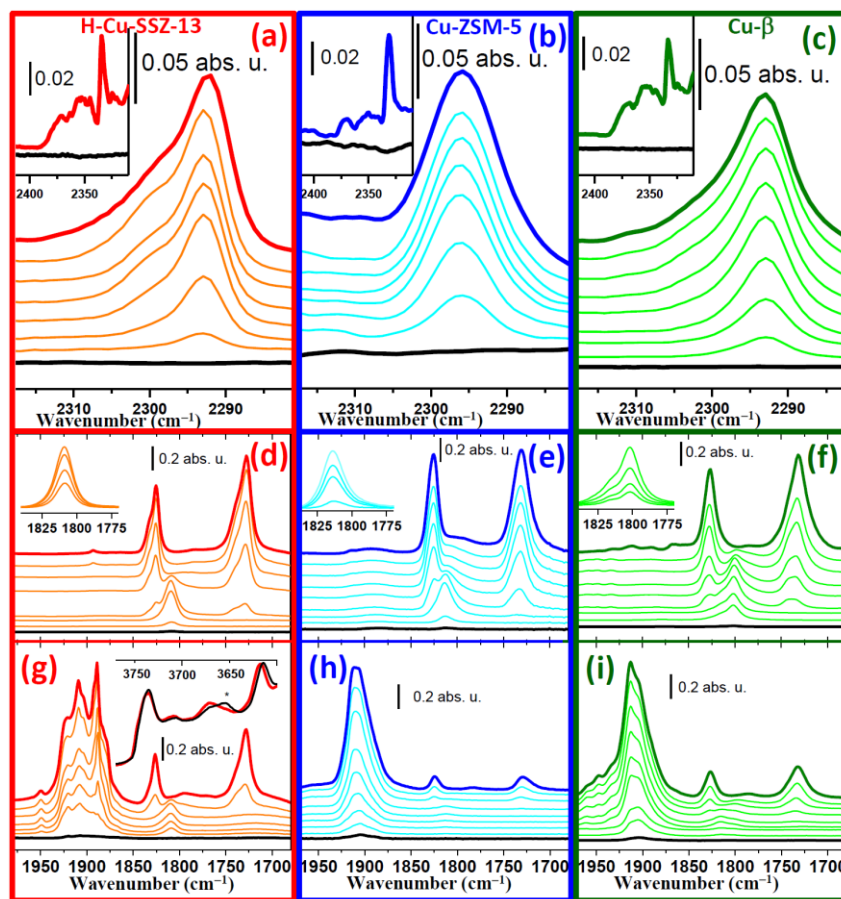 H-Cu-SSZ-13 (a)
0.02
0.05 abs. u.
2400 2350
2310 2300 2290
Wavenumber (cm⁻¹)
Cu-ZSM-5 (b)
0.02
0.05 abs. u.
2400 2350
2310 2300 2290
Wavenumber (cm⁻¹)
Cu-β (c)
0.02
0.05 abs. u.
2400 2350
2310 2300 2290
Wavenumber (cm⁻¹)
(d)
0.2 abs. u.
1825 1800 1775
(e)
0.2 abs. u.
1825 1800 1775
(f)
0.2 abs. u.
1825 1800 1775
(g)
3750 3700 3650
*
0.2 abs. u.
1950 1900 1850 1800 1750 1700
Wavenumber (cm⁻¹)
(h)
0.2 abs. u.
1950 1900 1850 1800 1750 1700
Wavenumber (cm⁻¹)
(i)
0.2 abs. u.
1950 1900 1850 1800 1750 1700
Wavenumber (cm⁻¹)